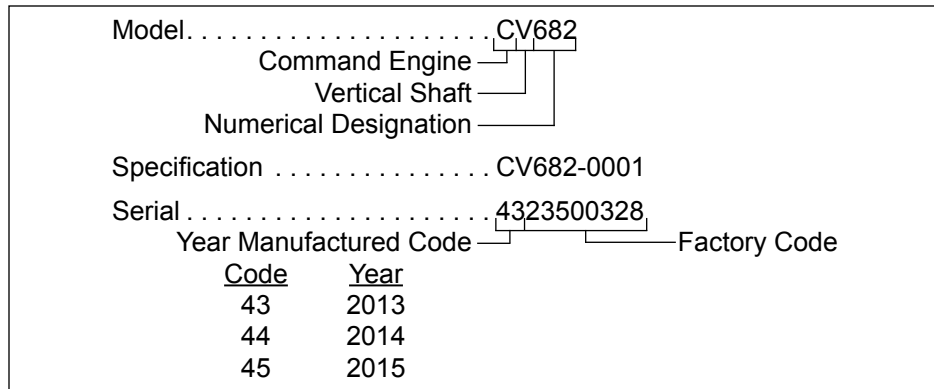 Model. . . . . . . . . . . . . . . . . . . . . CV682
Command Engine
Vertical Shaft
Numerical Designation
Specification . . . . . . . . . . . . . . . CV682-0001
Serial . . . . . . . . . . . . . . . . . . . . . 4323500328
Year Manufactured Code Factory Code
Code Year
43 2013
44 2014
45 2015